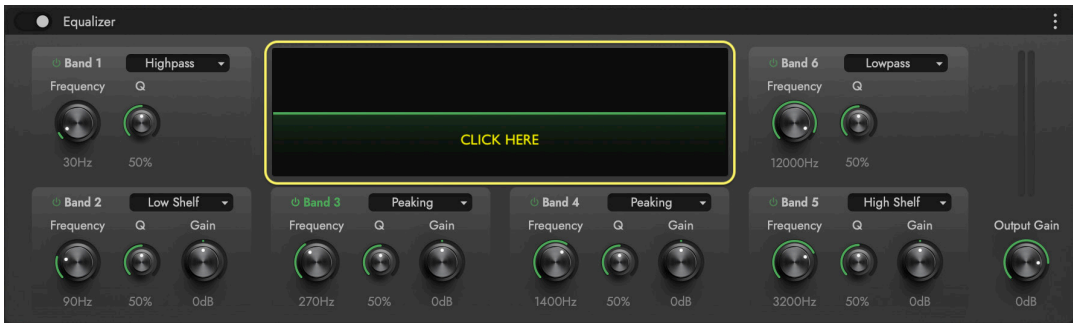 Equalizer
Band 1 Highpass
Frequency Q
30Hz 50%
CLICK HERE
Band 6 Lowpass
Frequency Q
12000Hz 50%
Band 2 Low Shelf
Frequency Q Gain
90Hz 50% 0dB
Band 3 Peaking
Frequency Q Gain
270Hz 50% 0dB
Band 4 Peaking
Frequency Q Gain
1400Hz 50% 0dB
Band 5 High Shelf
Frequency Q Gain
3200Hz 50% 0dB
Output Gain
0dB